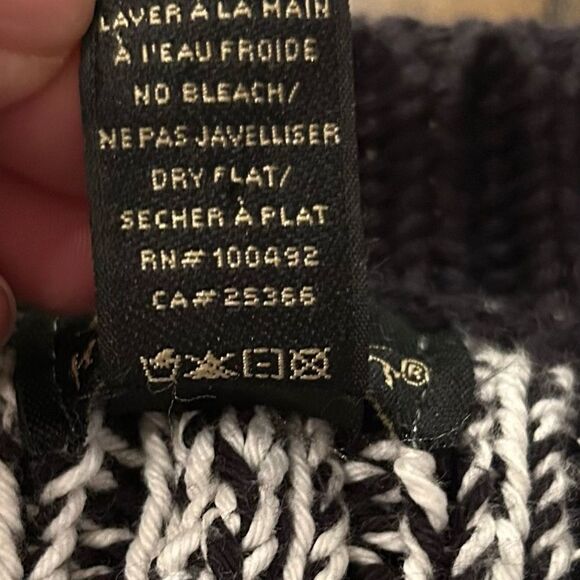 LAVER À LA MAIN
À l'EAU FROIDE
NO BLEACH/
NE PAS JAVELLISER
DRY FLAT/
SECHER À PLAT
RN# 100492
CA# 25366
®